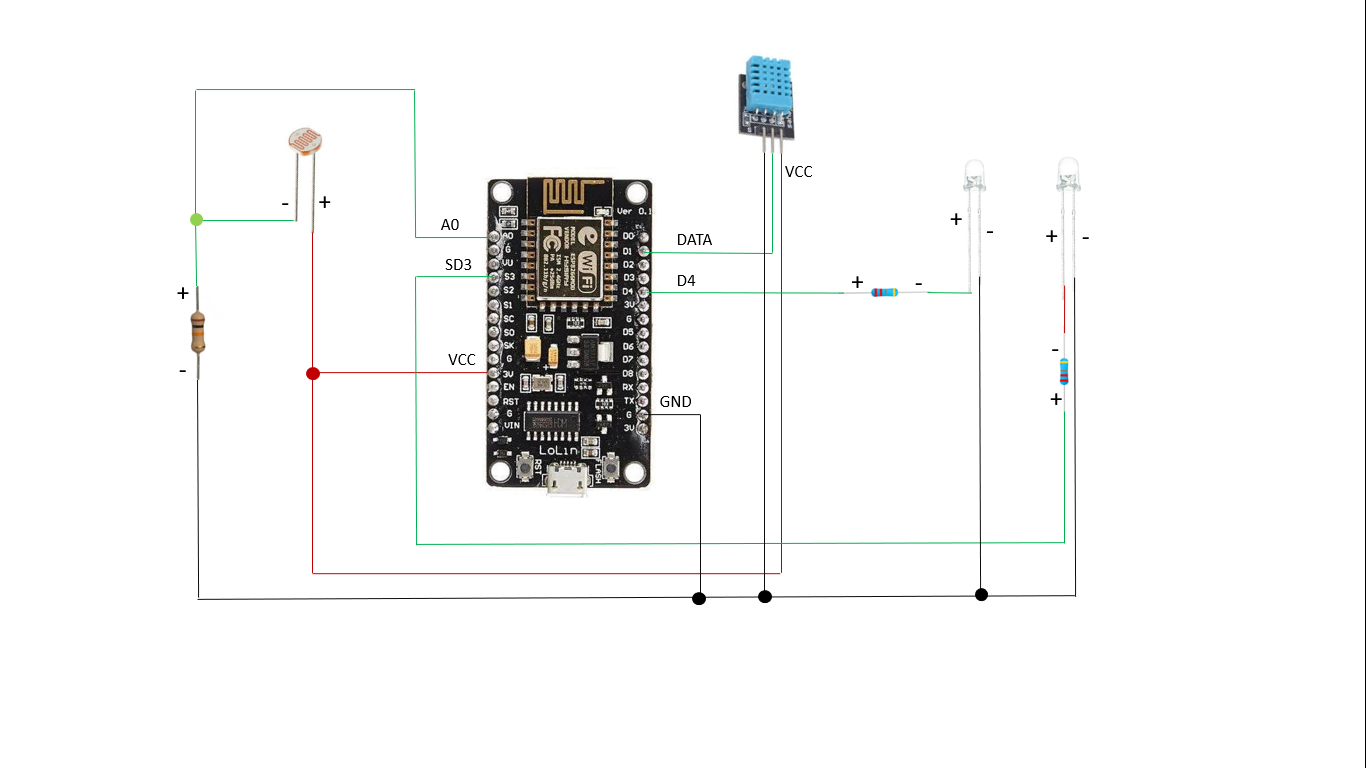 VCC
-
+
A0
DATA
SD3
D4
+
-
+
-
+
-
+
-
+
-
VCC
-
+
GND
Ver 0.1
A0
G
VU
S3
S2
S1
SC
SO
SK
G
3V
EN
RST
G
VIN
D0
D1
D2
D3
D4
3V
G
D5
D6
D7
D8
RX
TX
G
3V
WiFi
FC
LoLin
RST
FLASH